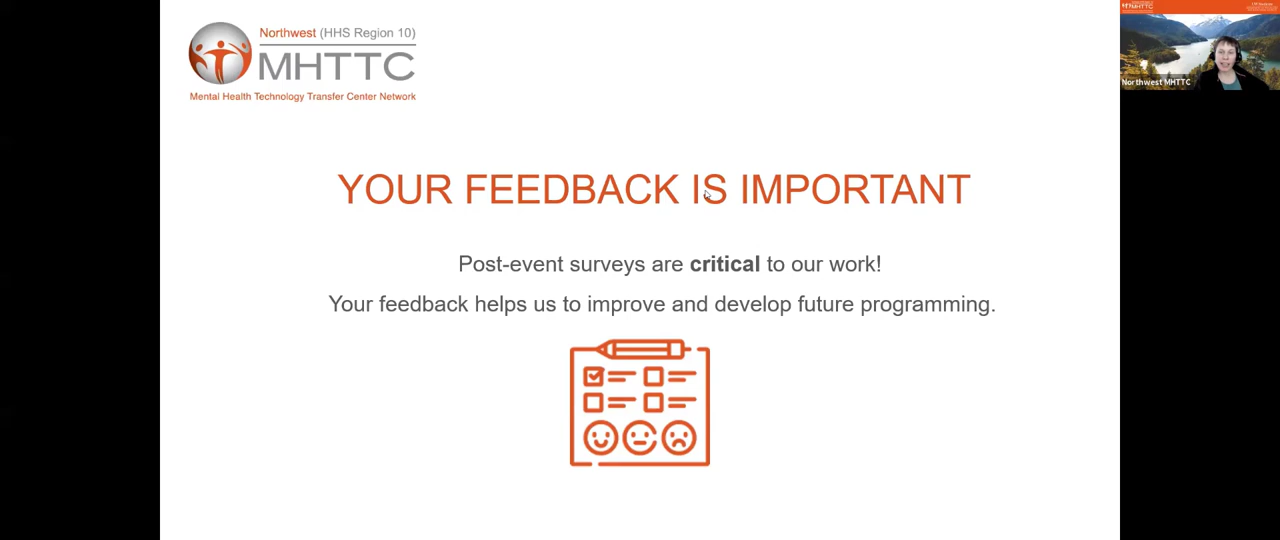 Northwest (HHS Region 10)
MHTTC
Mental Health Technology Transfer Center Network
YOUR FEEDBACK IS IMPORTANT
Post-event surveys are critical to our work!
Your feedback helps us to improve and develop future programming.
MHTTC
Northwest MHTTC